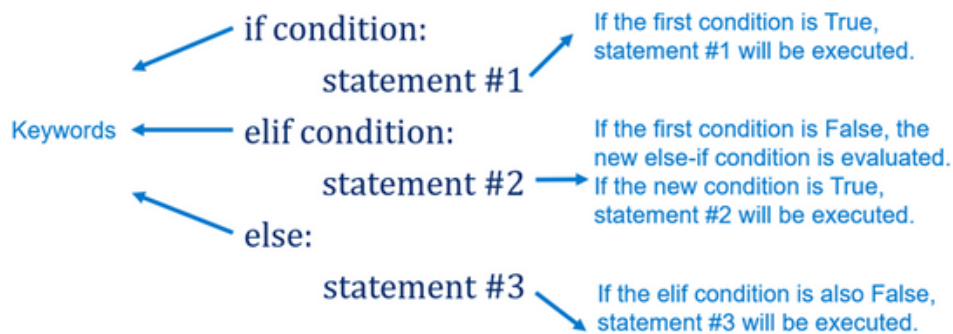 if condition:
If the first condition is True,
statement #1 will be executed.
statement #1
Keywords
elif condition:
If the first condition is False, the
new else-if condition is evaluated.
If the new condition is True,
statement #2 will be executed.
statement #2
else:
statement #3
If the elif condition is also False,
statement #3 will be executed.